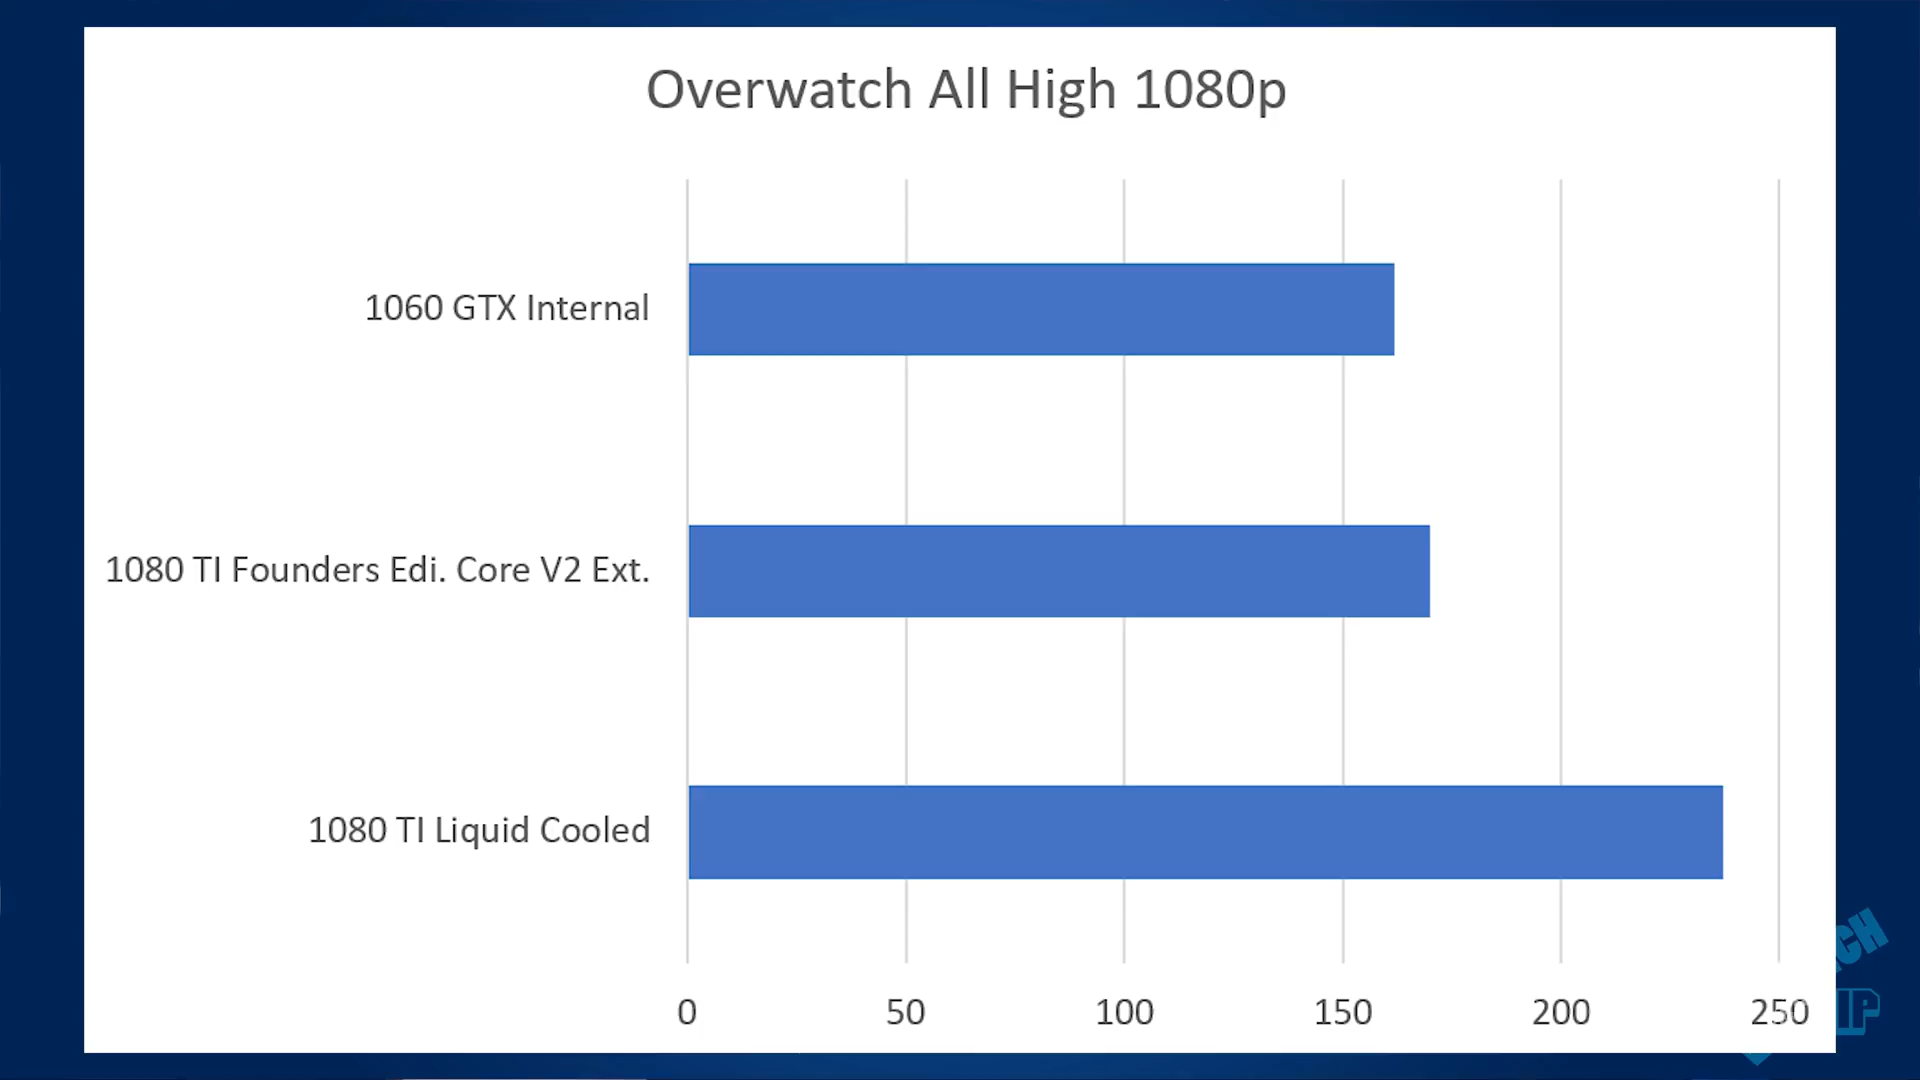 Overwatch All High 1080p
1060 GTX Internal
1080 TI Founders Edi. Core V2 Ext.
1080 TI Liquid Cooled
0 50 100 150 200 250